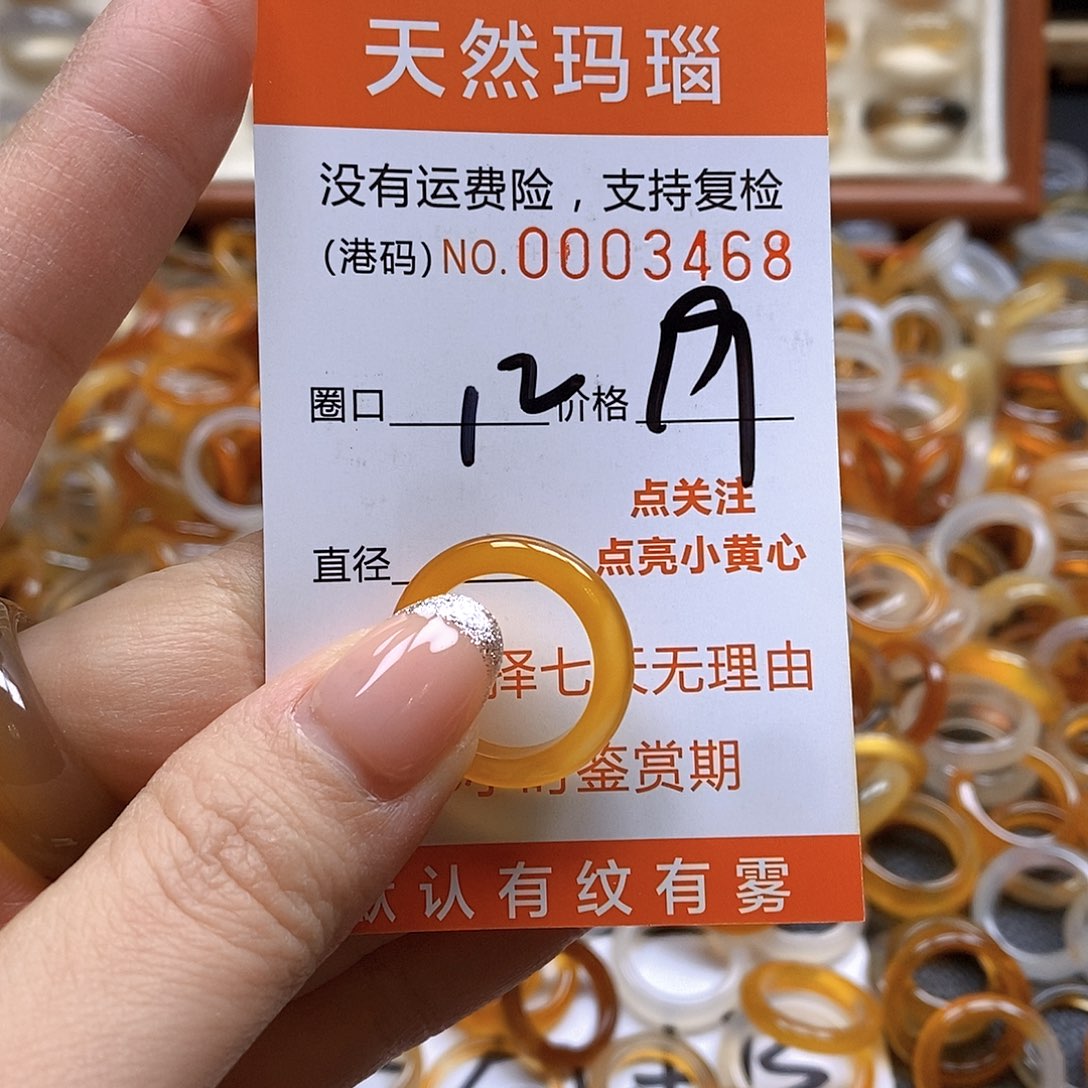 天然玛瑙
没有运费险，支持复检
(港码)NO.0003468
圈口 12 价格
点关注
直径 点亮小黄心
择七天无理由
鉴赏期
默认有纹有雾